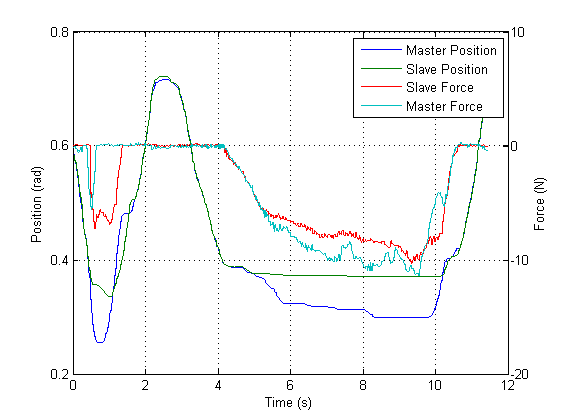 0.8
10
Master Position
Slave Position
Slave Force
Master Force
0.6
0
Position (rad)
Force (N)
0.4
-10
0.2
-20
0 2 4 6 8 10 12
Time (s)